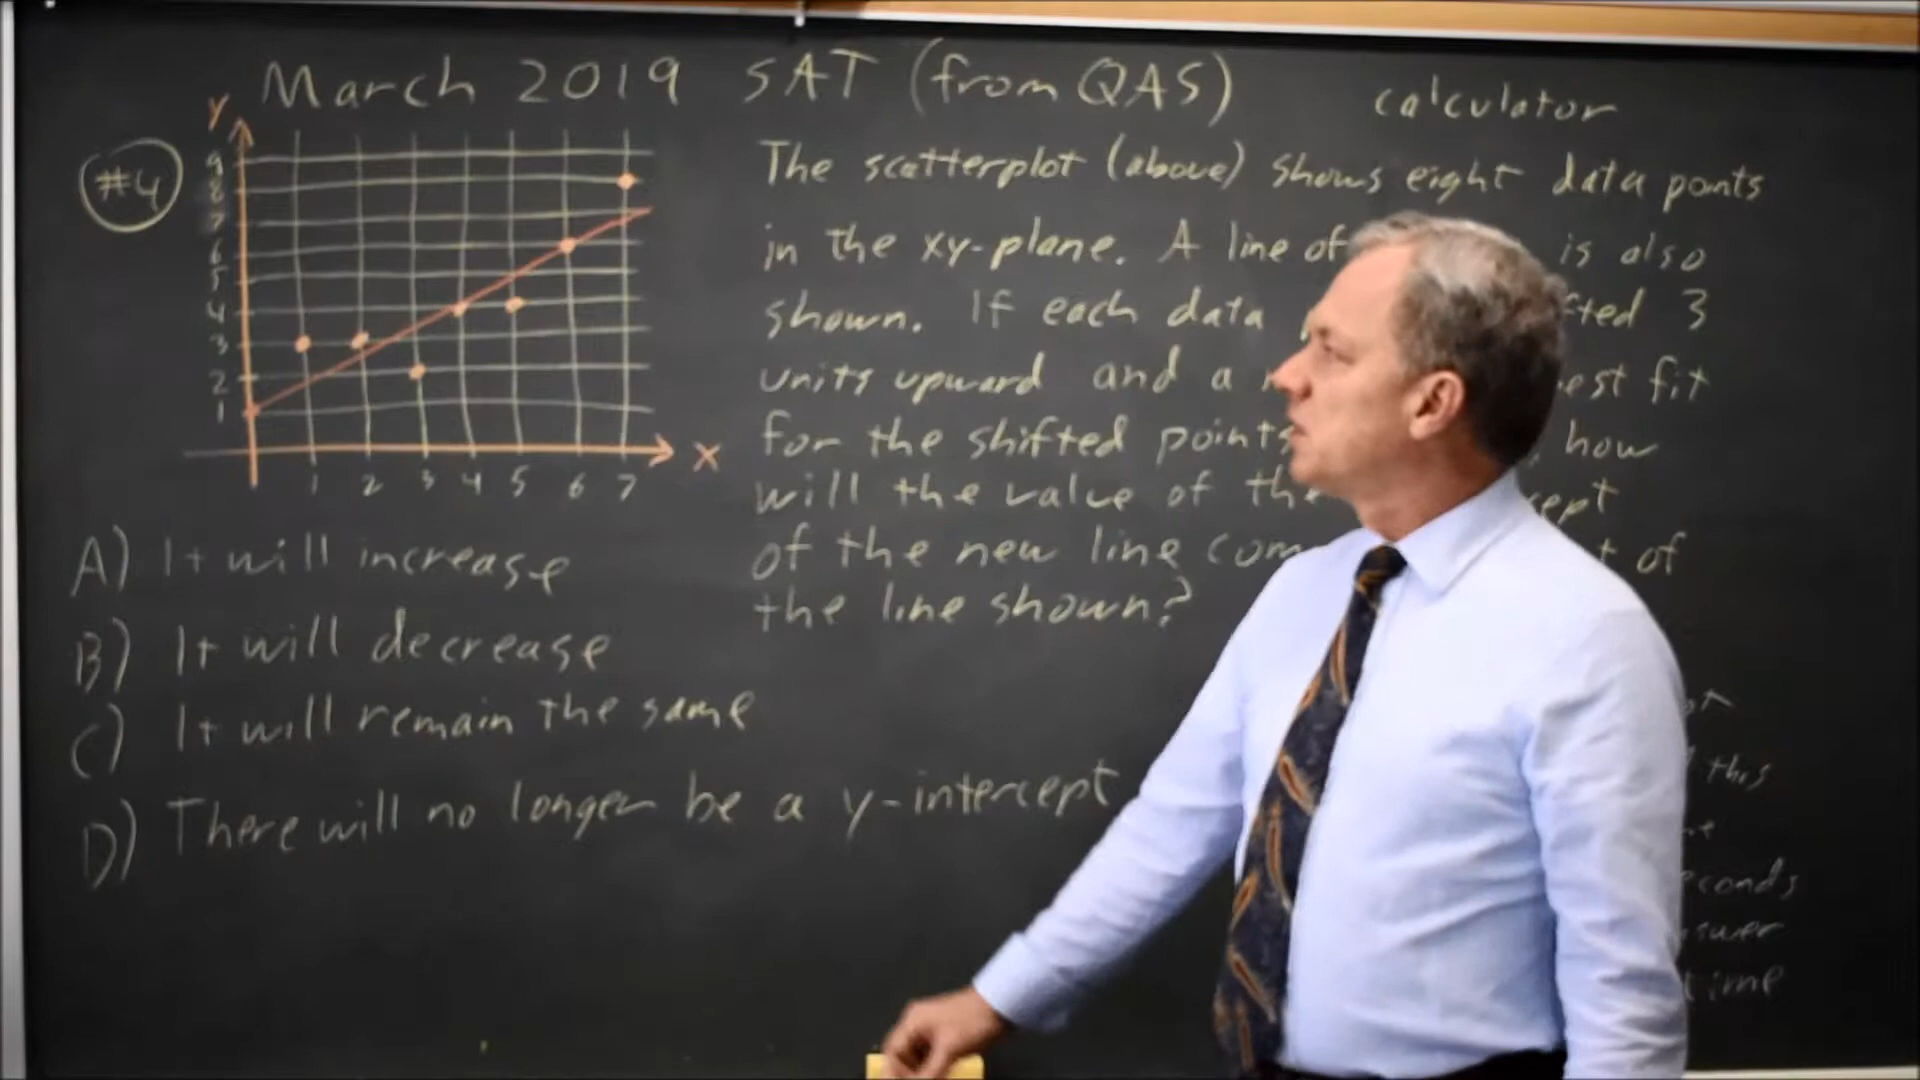 March 2019 SAT (from QAS)
calculator
#4
y
9
8
7
6
5
4
3
2
1
x
1 2 3 4 5 6 7
The scatterplot (above) shows eight data points
in the xy-plane. A line of is also
shown. If each data 3
units upward and a fit
for the shifted points how
will the value of
of the new line of
the line shown?
A) It will increase
B) It will decrease
C) It will remain the same
D) There will no longer be a y-intercept
this
time